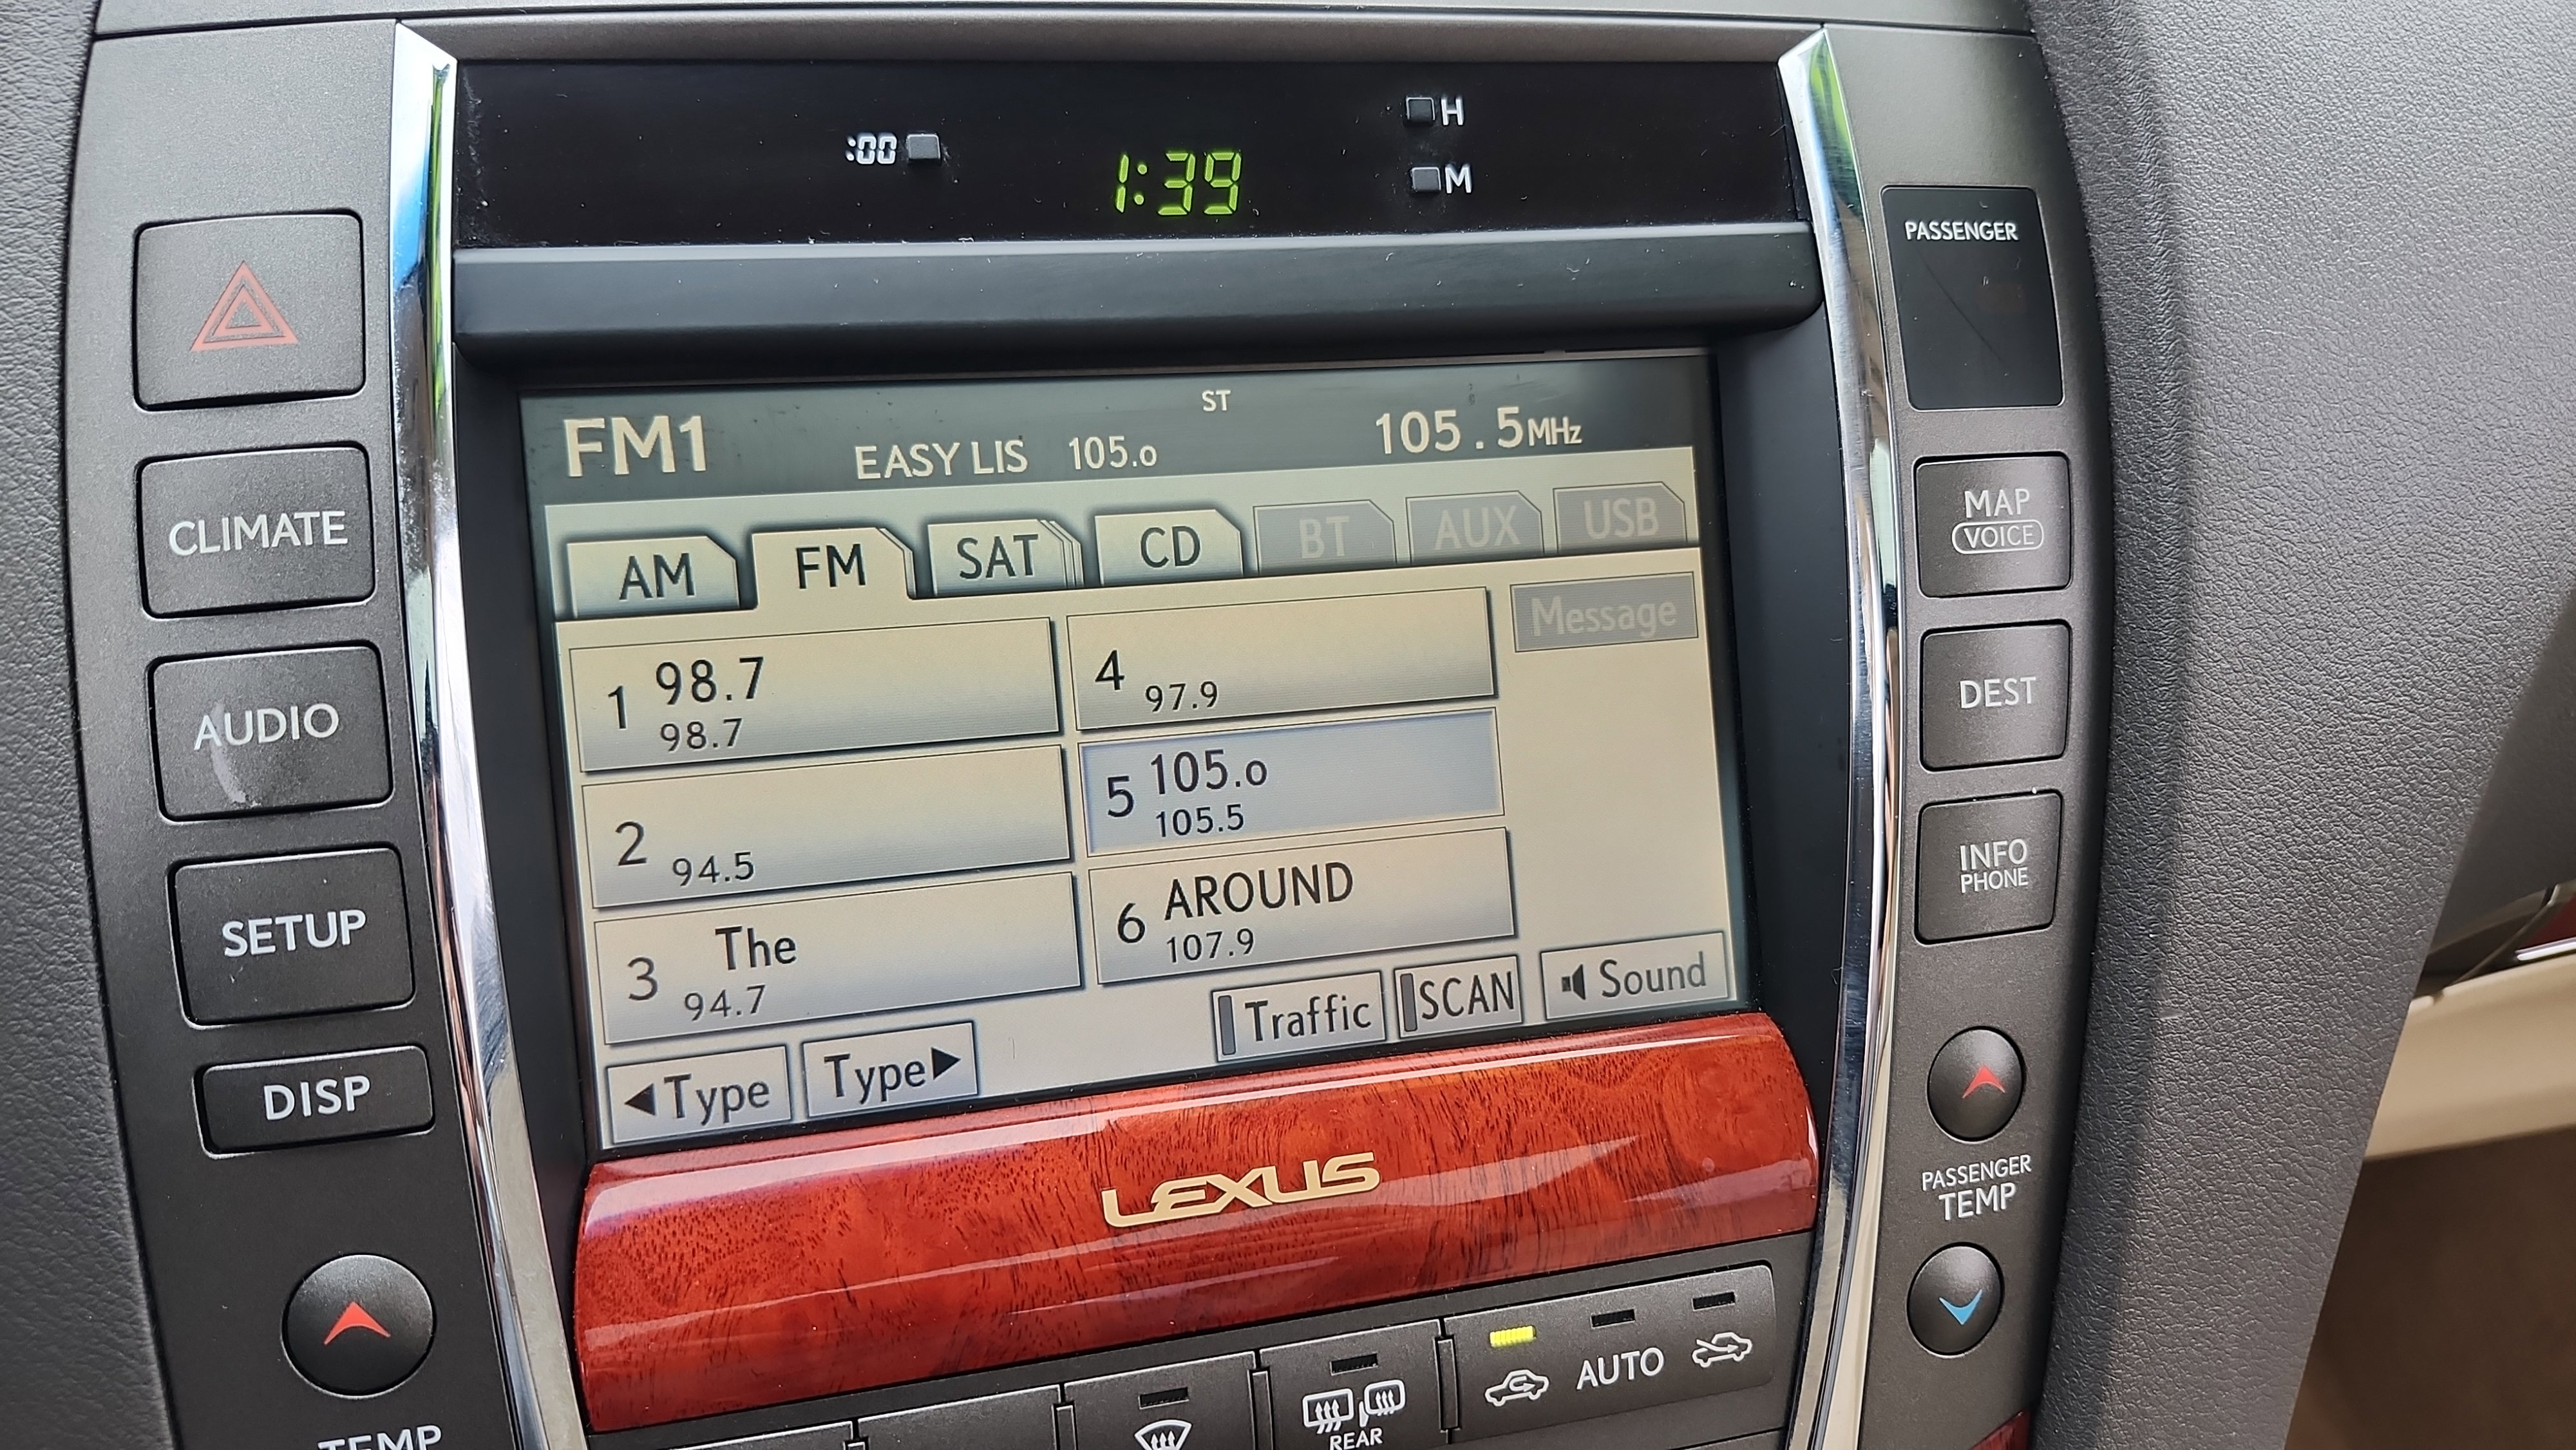 :00
1:39
H
M
PASSENGER
FM1
EASY LIS
105.o
ST
105.5MHz
AM
FM
SAT
CD
BT
AUX
USB
Message
1
98.7
98.7
2
94.5
3
The
94.7
4
97.9
5
105.o
105.5
6
AROUND
107.9
◀Type
Type▶
Traffic
SCAN
Sound
CLIMATE
AUDIO
SETUP
DISP
TEMP
MAP
VOICE
DEST
INFO
PHONE
PASSENGER
TEMP
LEXUS
REAR
AUTO